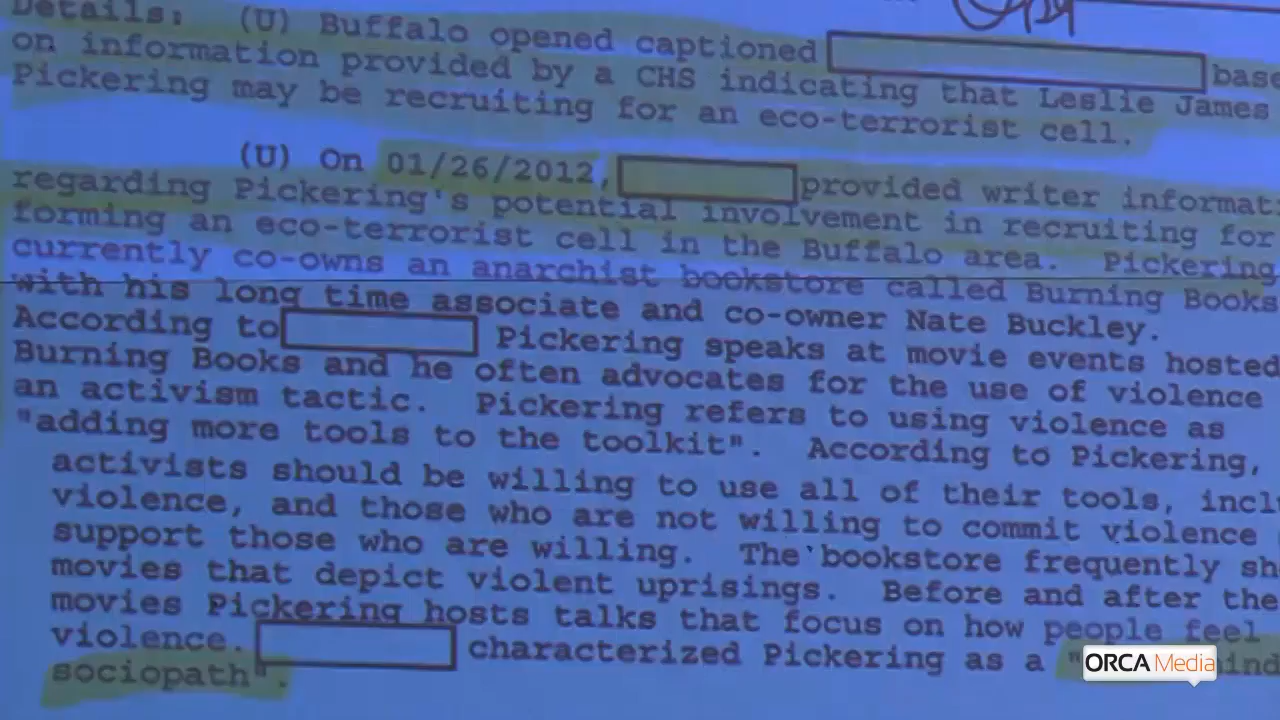 Details: (U) Buffalo opened captioned
on information provided by a CHS indicating that Leslie James
Pickering may be recruiting for an eco-terrorist cell.
(U) On 01/26/2012, provided writer
regarding Pickering's potential involvement in recruiting for
forming an eco-terrorist cell in the Buffalo area. Pickering
currently co-owns an anarchist bookstore called Burning Books
with his long time associate and co-owner Nate Buckley.
According to Pickering speaks at movie events hosted
Burning Books and he often advocates for the use of violence
an activism tactic. Pickering refers to using violence as
"adding more tools to the toolkit". According to Pickering,
activists should be willing to use all of their tools,
violence, and those who are not willing to commit violence
support those who are willing. The bookstore frequently
movies that depict violent uprisings. Before and after the
movies Pickering hosts talks that focus on how people feel
violence. characterized Pickering as a "
sociopath".
ORCA Media